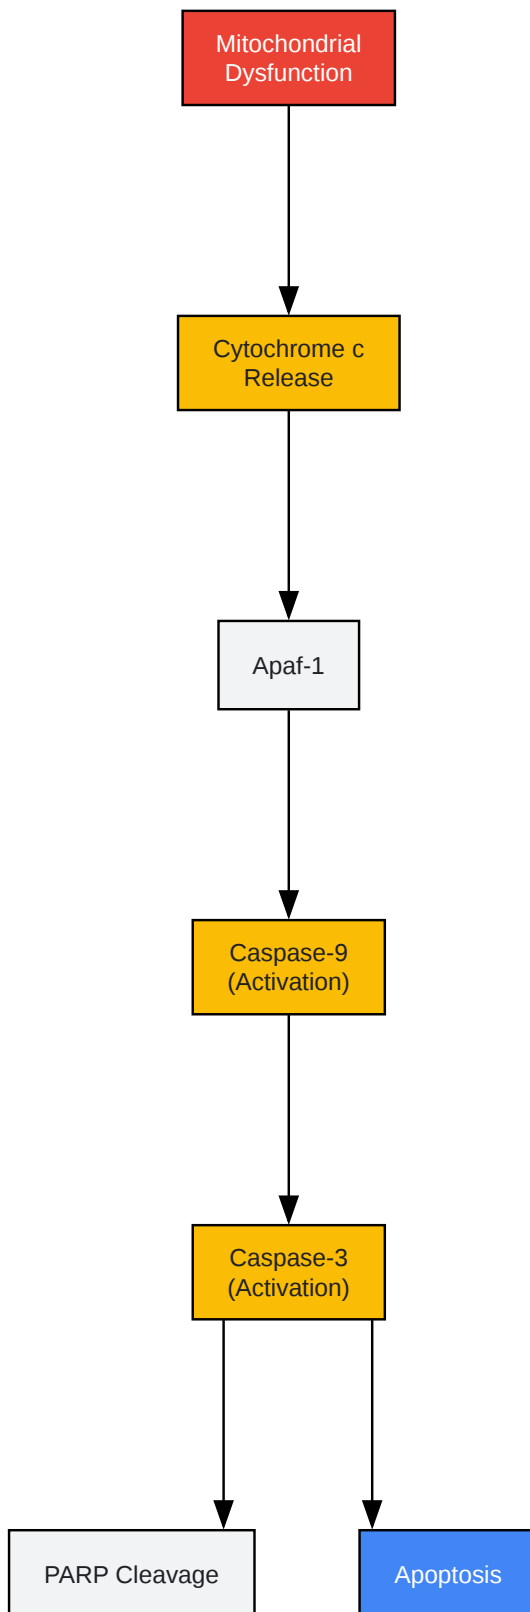 Mitochondrial
Dysfunction
Cytochrome c
Release
Apaf-1
Caspase-9
(Activation)
Caspase-3
(Activation)
PARP Cleavage
Apoptosis